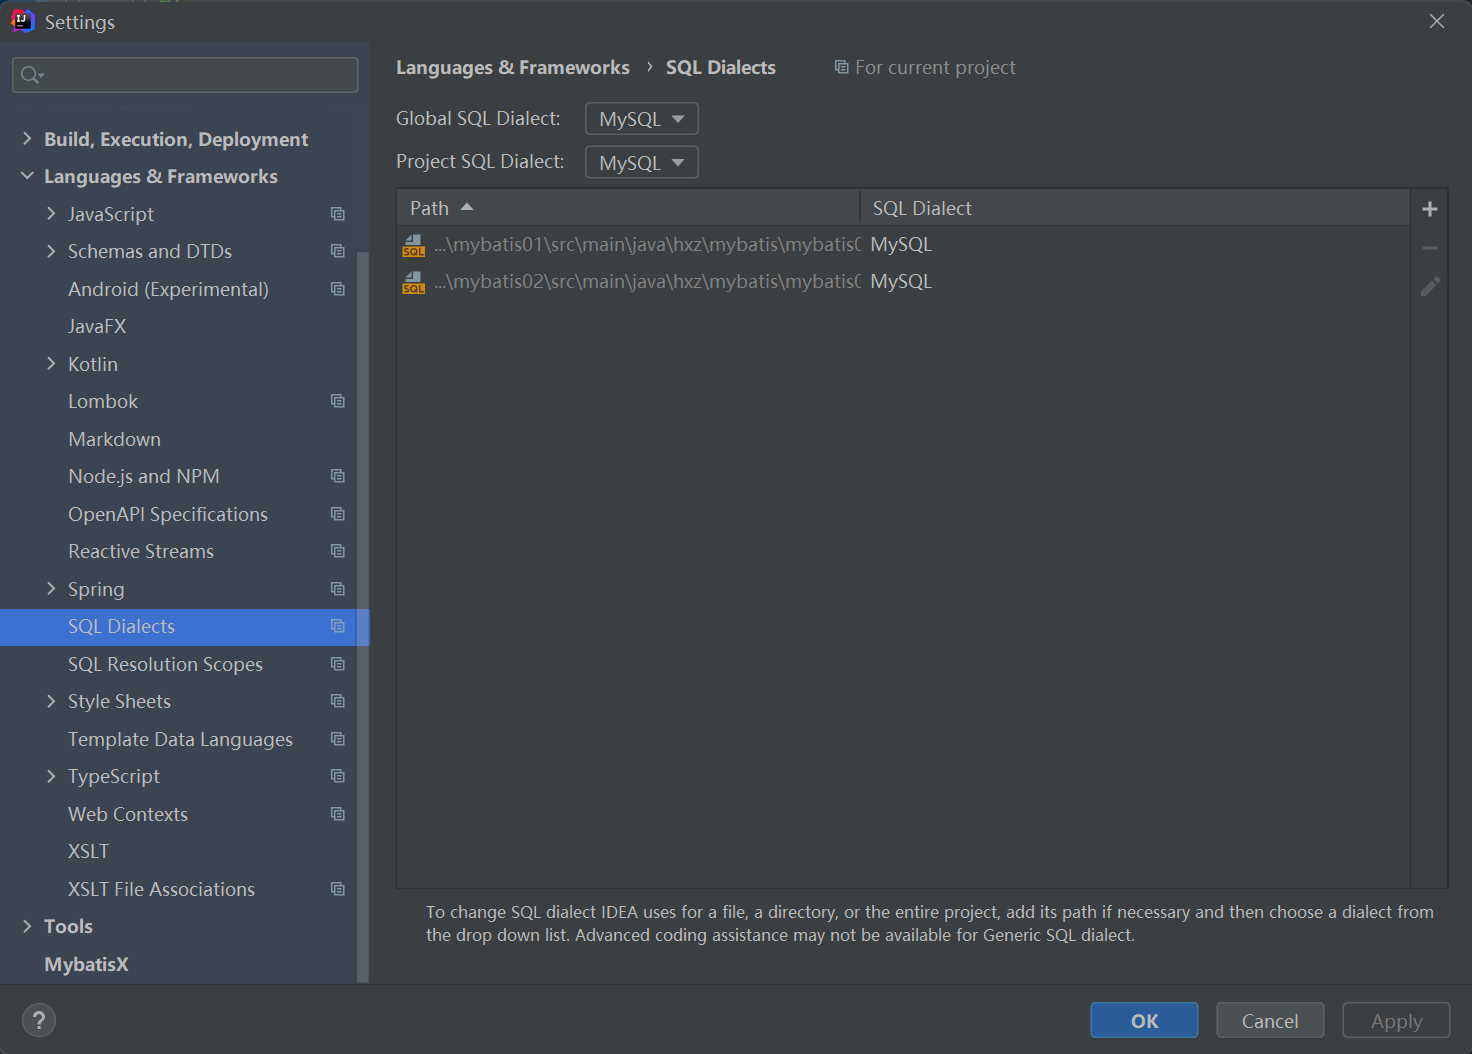 Settings
Languages & Frameworks › SQL Dialects For current project
Global SQL Dialect: MySQL
Project SQL Dialect: MySQL
Path SQL Dialect
SQL ...\mybatis01\src\main\java\hxz\mybatis\mybatis0 MySQL
SQL ...\mybatis02\src\main\java\hxz\mybatis\mybatis0 MySQL
Build, Execution, Deployment
Languages & Frameworks
JavaScript
Schemas and DTDs
Android (Experimental)
JavaFX
Kotlin
Lombok
Markdown
Node.js and NPM
OpenAPI Specifications
Reactive Streams
Spring
SQL Dialects
SQL Resolution Scopes
Style Sheets
Template Data Languages
TypeScript
Web Contexts
XSLT
XSLT File Associations
Tools
MybatisX
To change SQL dialect IDEA uses for a file, a directory, or the entire project, add its path if necessary and then choose a dialect from
the drop down list. Advanced coding assistance may not be available for Generic SQL dialect.
? OK Cancel Apply